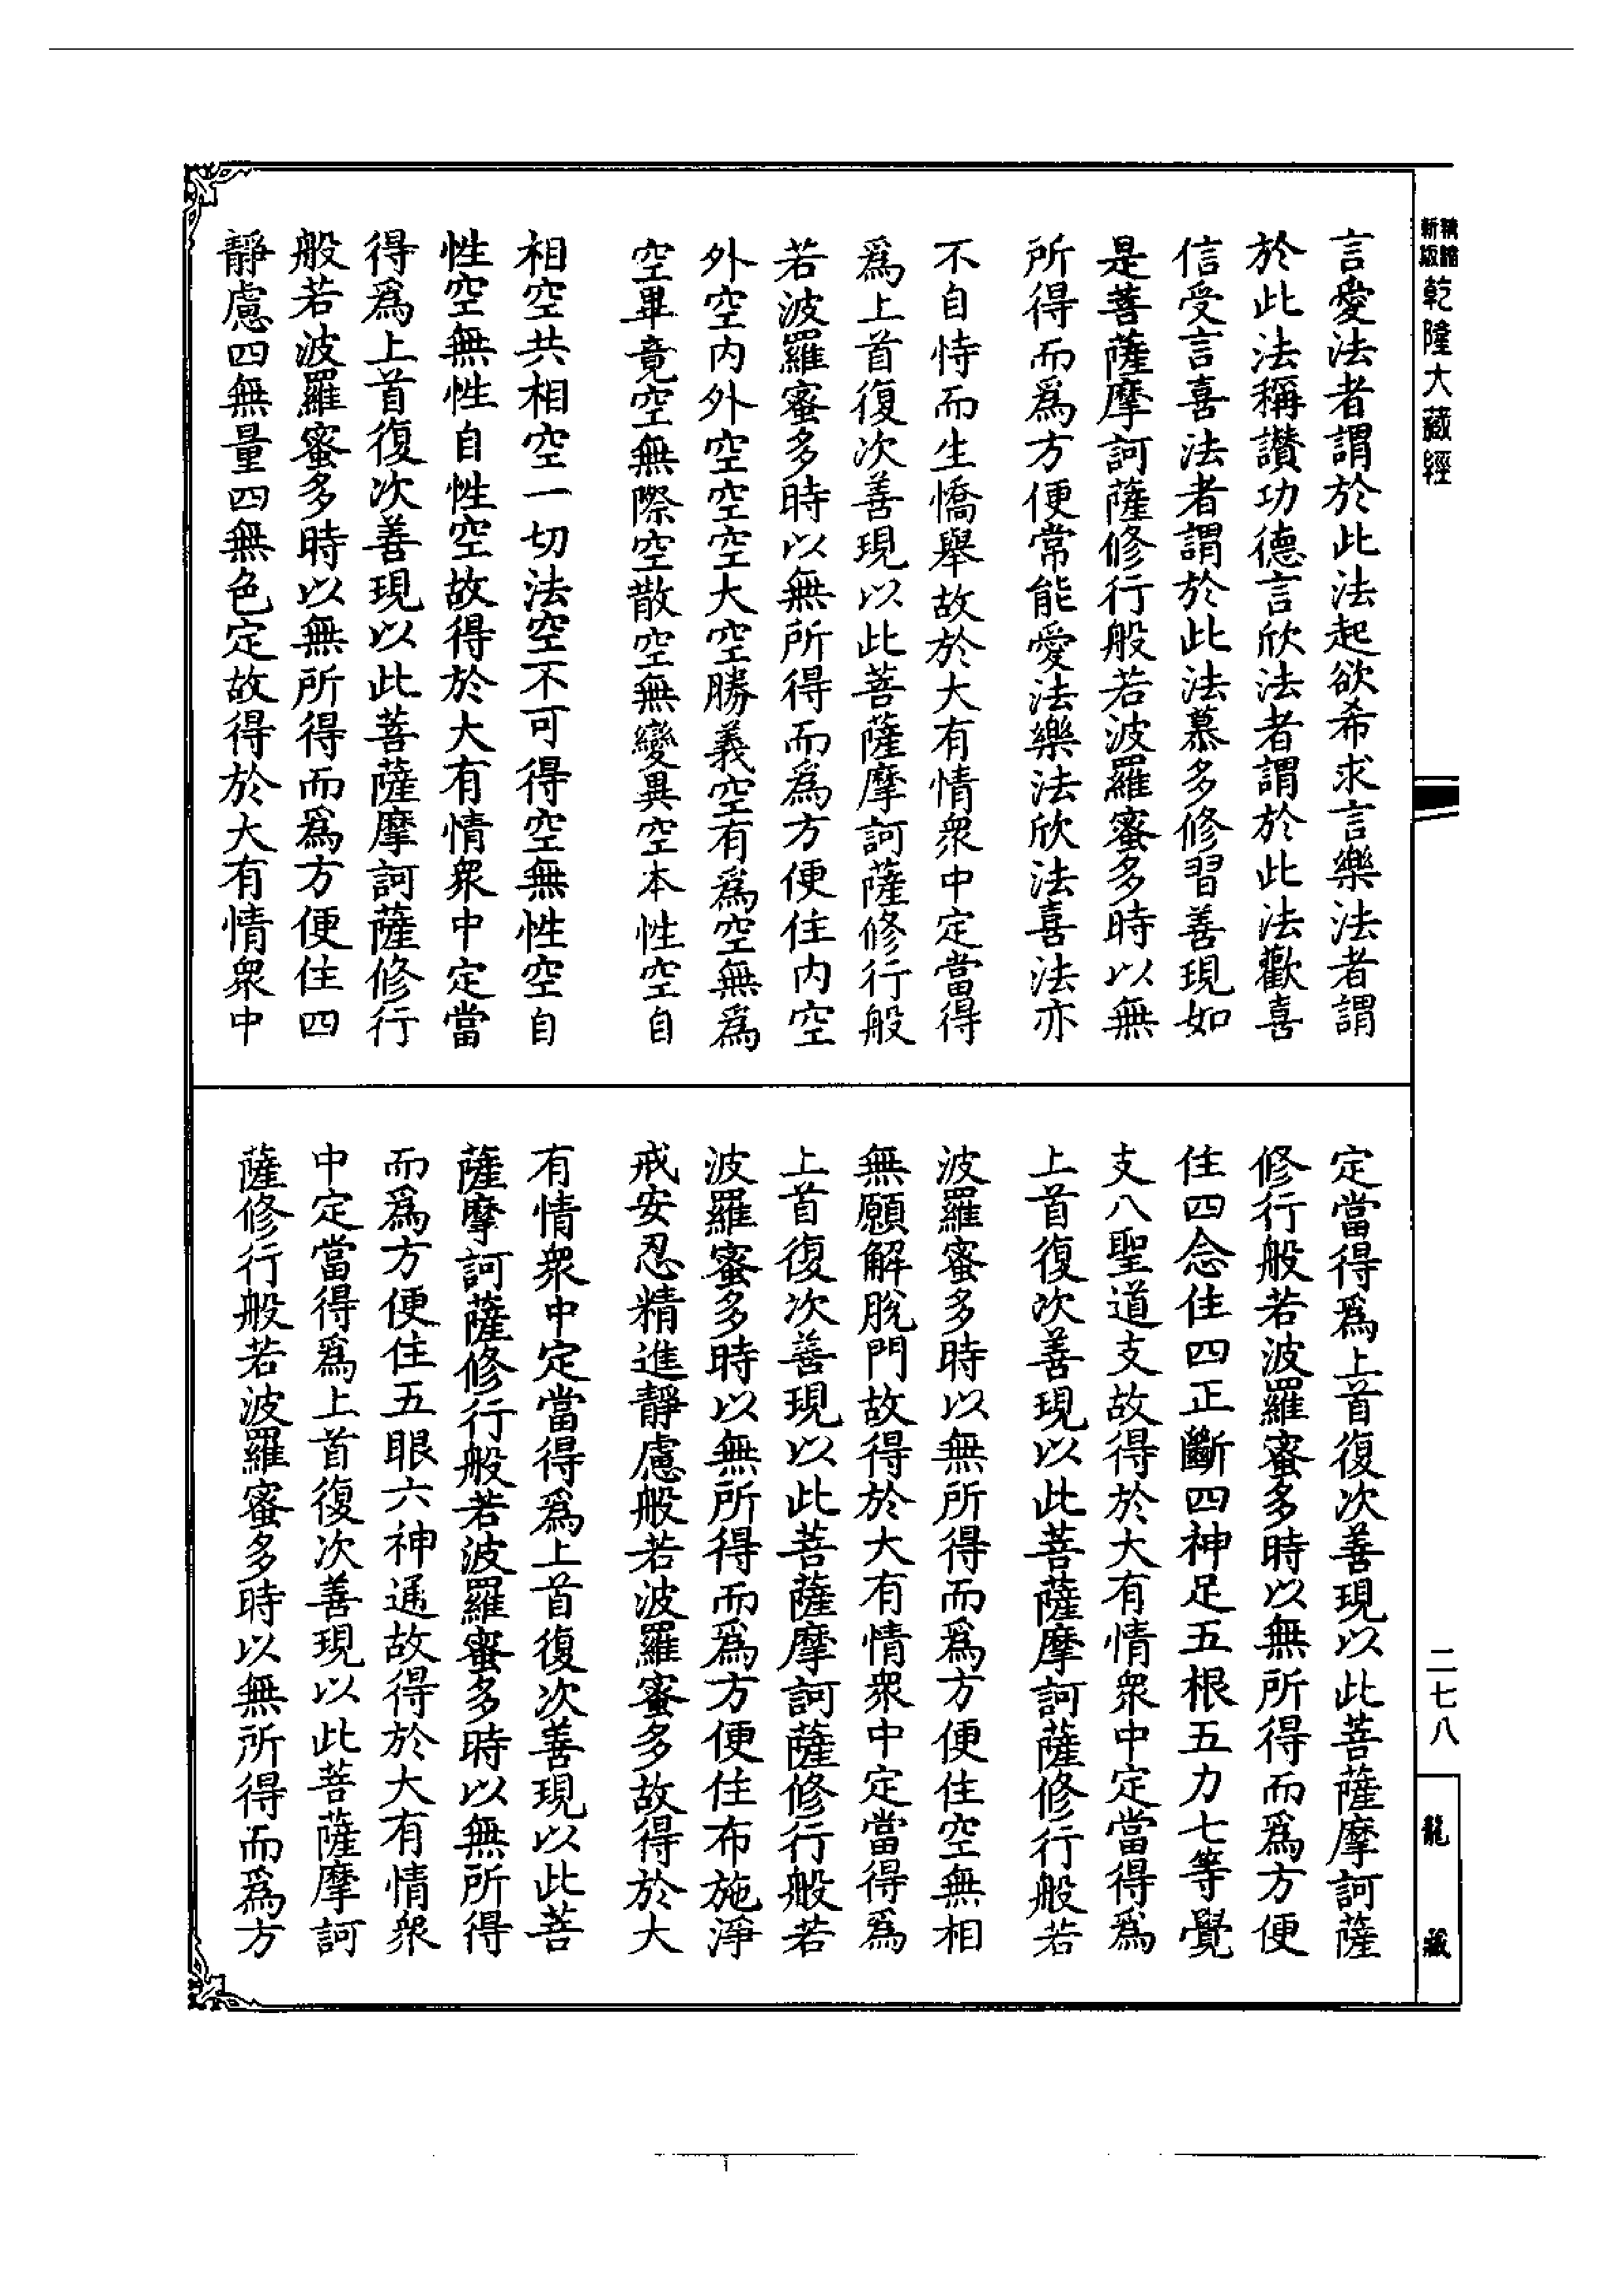 新版
精譜
乾隆大藏經
言愛法者謂於此法起欲希求言樂法者謂
於此法稱讚功德言欣法者謂於此法歡喜
信受言喜法者謂於此法慕多修習善現如
是菩薩摩訶薩修行般若波羅蜜多時以無
所得而爲方便常能愛法樂法欣法喜法亦
不自恃而生憍舉故於大有情衆中定當得
爲上首復次善現以此菩薩摩訶薩修行般
若波羅蜜多時以無所得而爲方便住内空
外空内外空空空大空勝義空有爲空無爲
空畢竟空無際空散空無變異空本性空自
相空共相空一切法空不可得空無性空自
性空無性自性空故得於大有情衆中定當
得爲上首復次善現以此菩薩摩訶薩修行
般若波羅蜜多時以無所得而爲方便住四
靜慮四無量四無色定故得於大有情衆中
定當得爲上首復次善現以此菩薩摩訶薩
修行般若波羅蜜多時以無所得而爲方便
住四念住四正斷四神足五根五力七等覺
支八聖道支故得於大有情衆中定當得爲
上首復次善現以此菩薩摩訶薩修行般若
波羅蜜多時以無所得而爲方便住空無相
無願解脫門故得於大有情衆中定當得爲
上首復次善現以此菩薩摩訶薩修行般若
波羅蜜多時以無所得而爲方便住布施淨
戒安忍精進靜慮般若波羅蜜多故得於大
有情衆中定當得爲上首復次善現以此菩
薩摩訶薩修行般若波羅蜜多時以無所得
而爲方便住五眼六神通故得於大有情衆
中定當得爲上首復次善現以此菩薩摩訶
薩修行般若波羅蜜多時以無所得而爲方
二七八
龍藏